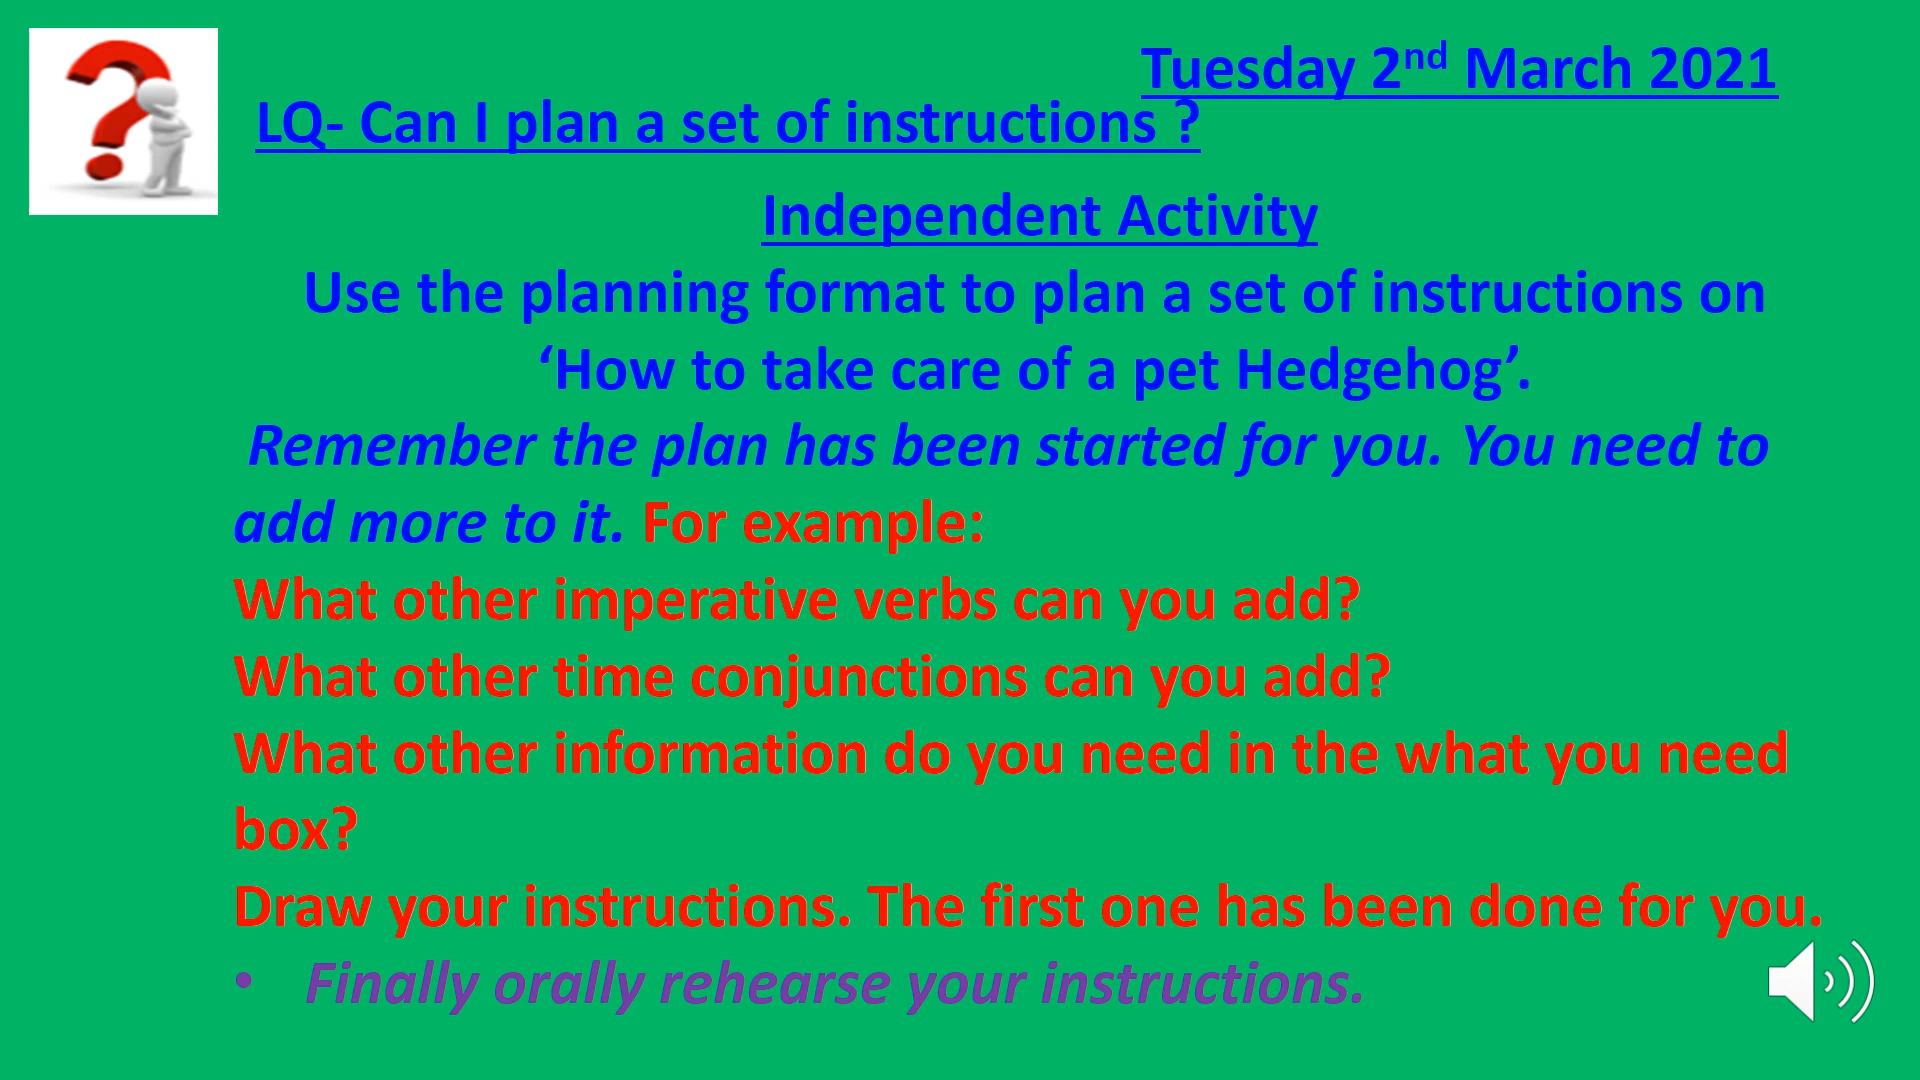 Tuesday 2nd March 2021
LQ- Can I plan a set of instructions ?
Independent Activity
Use the planning format to plan a set of instructions on
‘How to take care of a pet Hedgehog’.
Remember the plan has been started for you. You need to
add more to it. For example:
What other imperative verbs can you add?
What other time conjunctions can you add?
What other information do you need in the what you need
box?
Draw your instructions. The first one has been done for you.
• Finally orally rehearse your instructions.